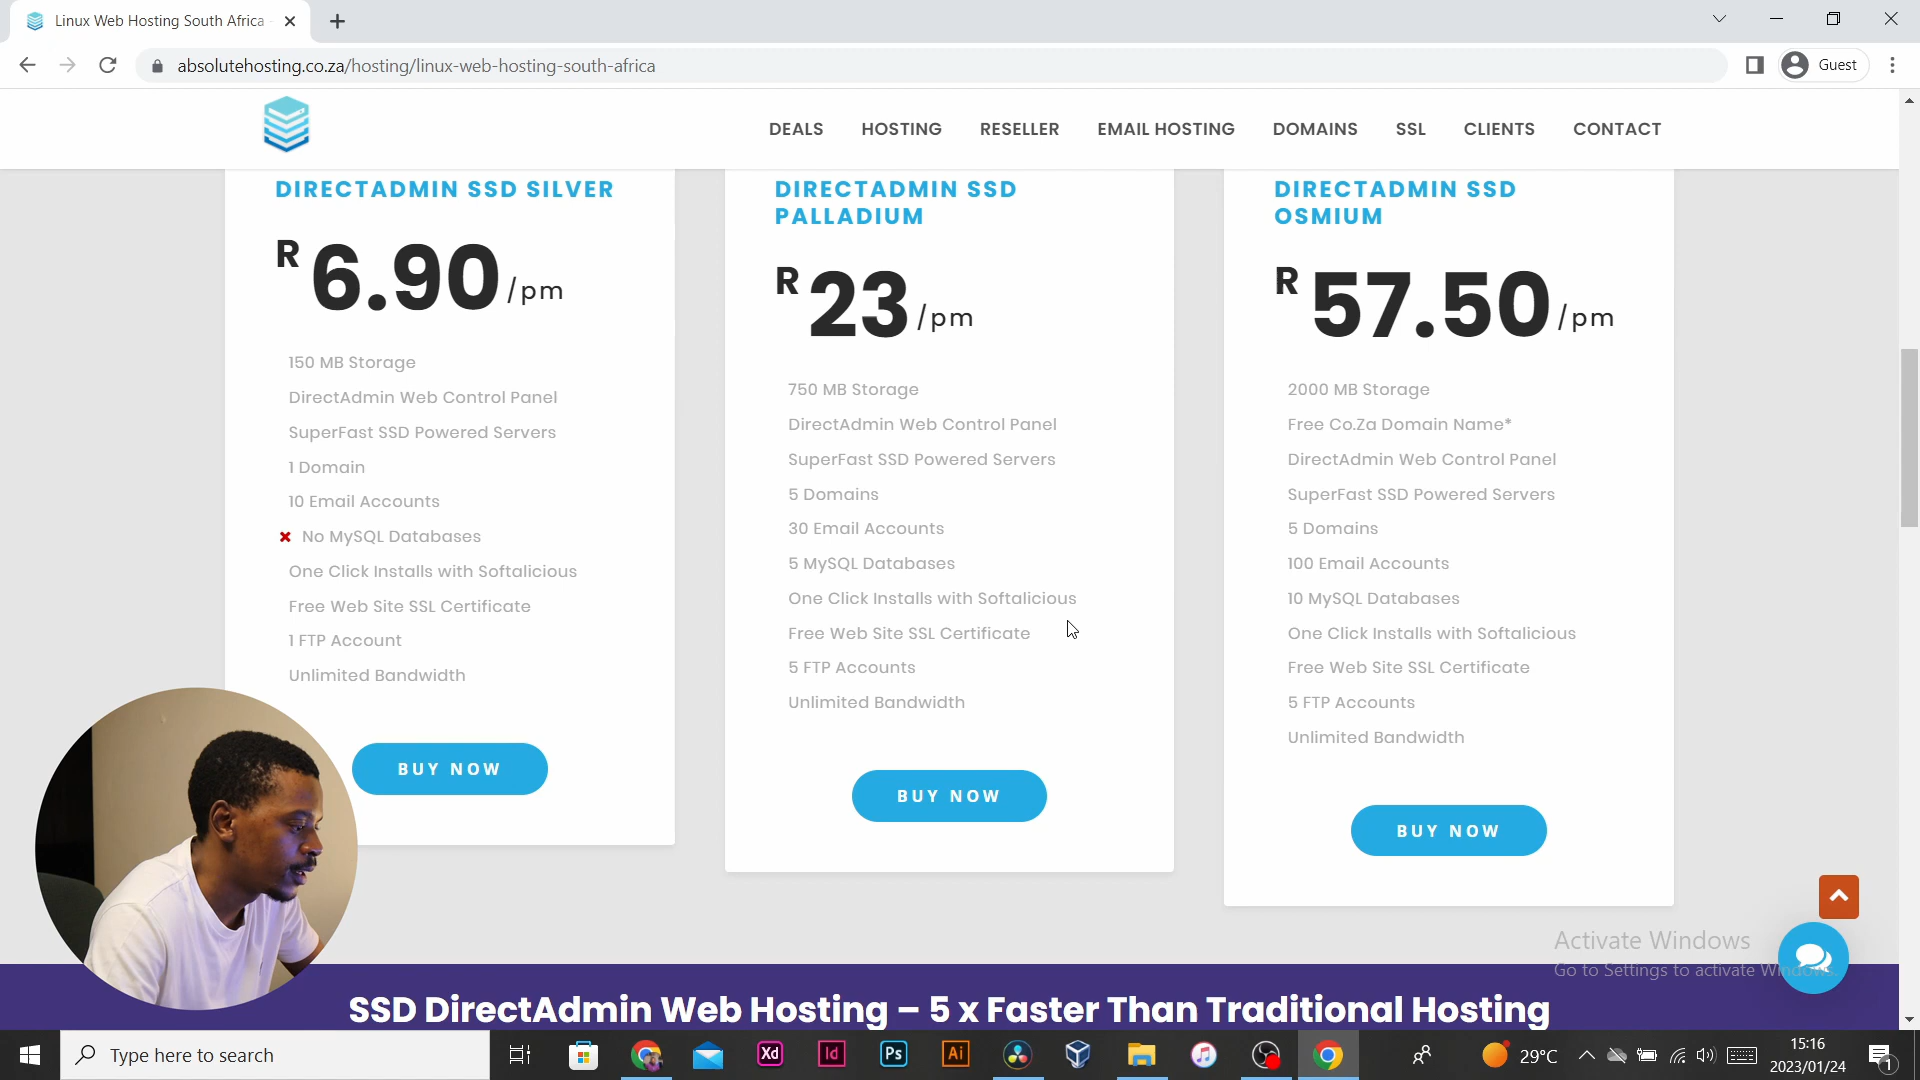 Linux Web Hosting South Africa -
absolutehosting.co.za/hosting/linux-web-hosting-south-africa
Guest
DEALS HOSTING RESELLER EMAIL HOSTING DOMAINS SSL CLIENTS CONTACT
DIRECTADMIN SSD SILVER
R 6.90/pm
150 MB Storage
DirectAdmin Web Control Panel
SuperFast SSD Powered Servers
1 Domain
10 Email Accounts
No MySQL Databases
One Click Installs with Softalicious
Free Web Site SSL Certificate
1 FTP Account
Unlimited Bandwidth
BUY NOW
DIRECTADMIN SSD
PALLADIUM
R 23/pm
750 MB Storage
DirectAdmin Web Control Panel
SuperFast SSD Powered Servers
5 Domains
30 Email Accounts
5 MySQL Databases
One Click Installs with Softalicious
Free Web Site SSL Certificate
5 FTP Accounts
Unlimited Bandwidth
BUY NOW
DIRECTADMIN SSD
OSMIUM
R 57.50/pm
2000 MB Storage
Free Co.Za Domain Name*
DirectAdmin Web Control Panel
SuperFast SSD Powered Servers
5 Domains
100 Email Accounts
10 MySQL Databases
One Click Installs with Softalicious
Free Web Site SSL Certificate
5 FTP Accounts
Unlimited Bandwidth
BUY NOW
Activate Windows
Go to Settings to activate Windows.
SSD DirectAdmin Web Hosting – 5 x Faster Than Traditional Hosting
Type here to search
Xd
Id
Ps
Ai
29°C
15:16
2023/01/24
1